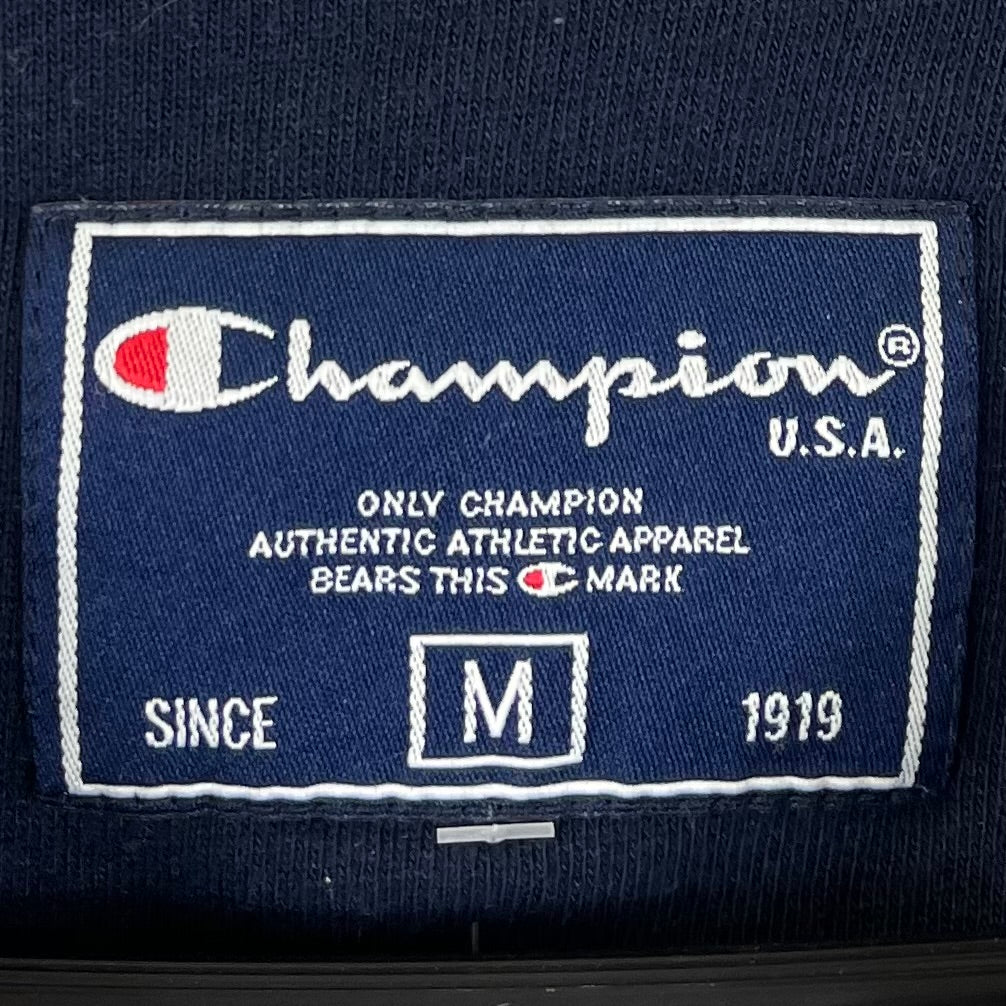 Champion®
U.S.A.
ONLY CHAMPION
AUTHENTIC ATHLETIC APPAREL
BEARS THIS C MARK
SINCE M 1919